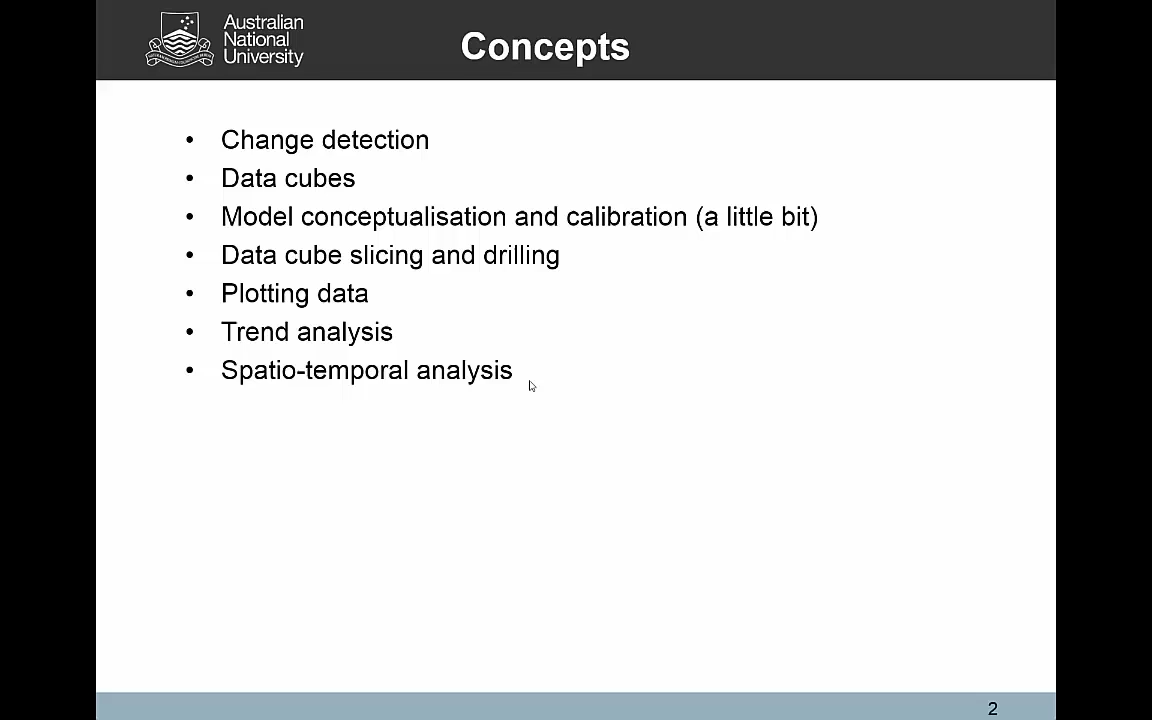 Australian
National
University
Concepts
• Change detection
• Data cubes
• Model conceptualisation and calibration (a little bit)
• Data cube slicing and drilling
• Plotting data
• Trend analysis
• Spatio-temporal analysis
2